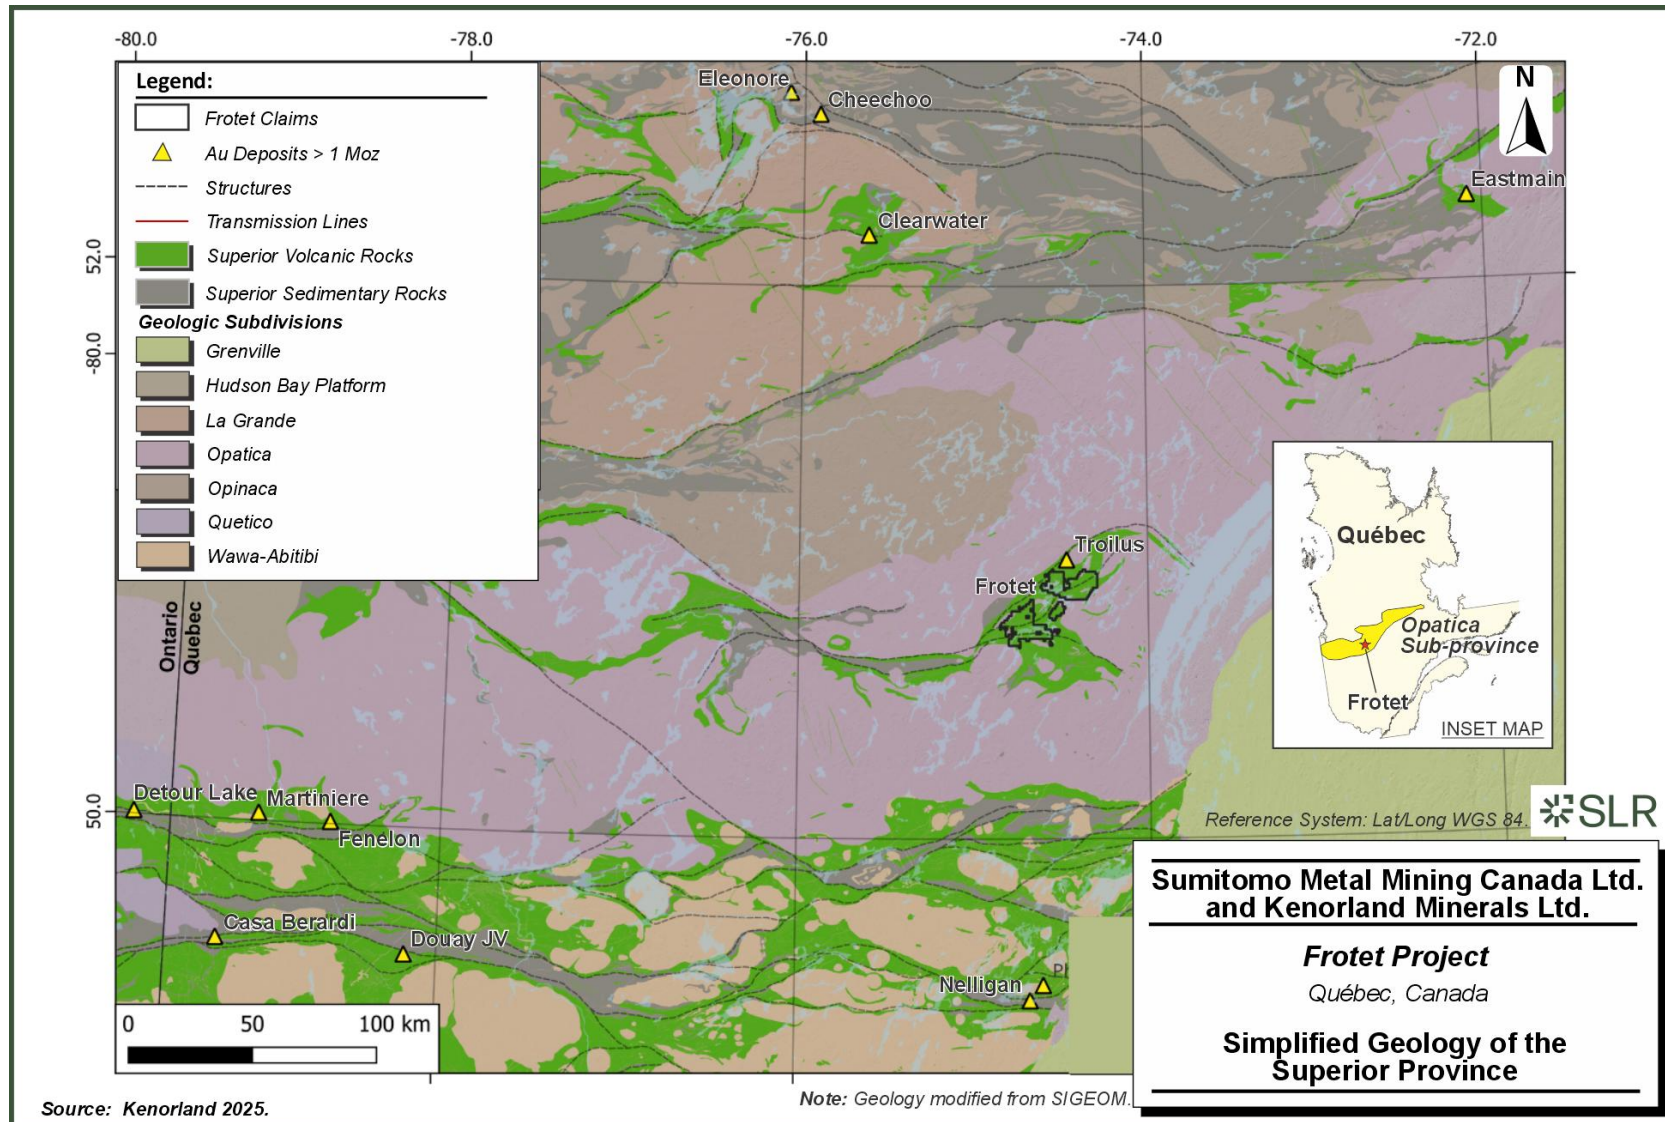 -80.0
-78.0
-76.0
-74.0
-72.0
Legend:
Frotet Claims
Au Deposits > 1 Moz
Structures
Transmission Lines
Superior Volcanic Rocks
Superior Sedimentary Rocks
Geologic Subdivisions
Grenville
Hudson Bay Platform
La Grande
Opatica
Opinaca
Quetico
Wawa-Abitibi
52.0
-80.0
50.0
N
Eleonore
Cheechoo
Eastmain
Clearwater
Troilus
Frotet
Ontario
Quebec
Detour Lake
Martiniere
Fenelon
Casa Berardi
Douay JV
Nelligan
Québec
Opatica
Sub-province
Frotet
INSET MAP
Reference System: Lat/Long WGS 84.
SLR
0 50 100 km
Sumitomo Metal Mining Canada Ltd.
and Kenorland Minerals Ltd.
Frotet Project
Québec, Canada
Simplified Geology of the
Superior Province
Source: Kenorland 2025.
Note: Geology modified from SIGEOM.